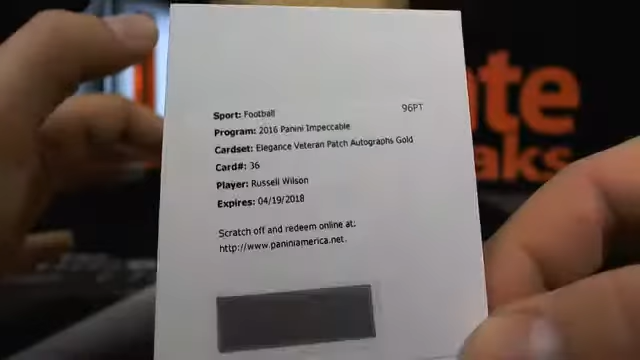 Sport: Football
96PT
Program: 2016 Panini Impeccable
Cardset: Elegance Veteran Patch Autographs Gold
Card#: 36
Player: Russell Wilson
Expires: 04/19/2018
Scratch off and redeem online at:
http://www.paniniamerica.net.